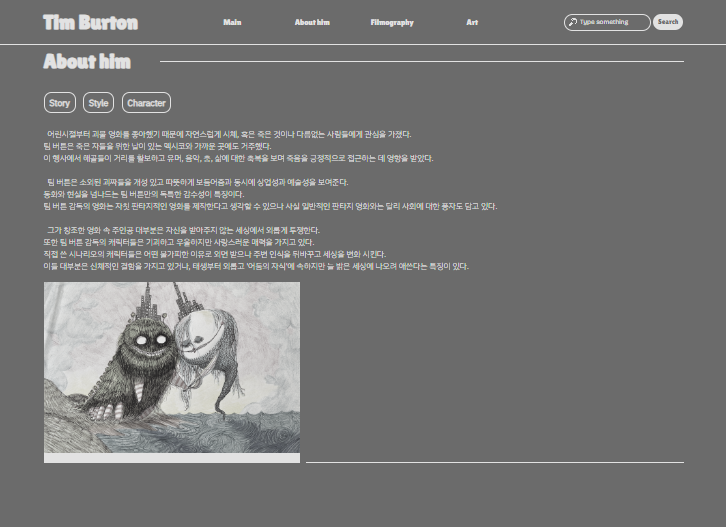 Tim Burton
Main
About him
Filmography
Art
Type something
Search
About him
Story
Style
Character
어린시절부터 괴물 영화를 좋아했기 때문에 자연스럽게 시체, 혹은 죽은 것이나 다름없는 사람들에게 관심을 가졌다.
팀 버튼은 죽은 자들을 위한 날이 있는 멕시코와 가까운 곳에도 거주했다.
이 행사에서 해골들이 거리를 활보하고 유머, 음악, 춤, 삶에 대한 축복을 보며 죽음을 긍정적으로 접근하는 데 영향을 받았다.
팀 버튼은 소외된 괴짜들을 개성 있고 따뜻하게 보듬어줌과 동시에 상업성과 예술성을 보여준다.
동화와 현실을 넘나드는 팀 버튼만의 독특한 감수성이 특징이다.
팀 버튼 감독의 영화는 자칫 판타지적인 영화를 제작한다고 생각할 수 있으나 사실 일반적인 판타지 영화와는 달리 사회에 대한 풍자도 담고 있다.
그가 창조한 영화 속 주인공 대부분은 자신을 받아주지 않는 세상에서 외롭게 투쟁한다.
또한 팀 버튼 감독의 캐릭터들은 기괴하고 우울하지만 사랑스러운 매력을 가지고 있다.
직접 쓴 시나리오의 캐릭터들은 어떤 불가피한 이유로 외면 받으나 주변 인식을 뒤바꾸고 세상을 변화 시킨다.
이들 대부분은 신체적인 결함을 가지고 있거나, 태생부터 외롭고 '어둠의 자식'에 속하지만 늘 밝은 세상에 나오려 애쓴다는 특징이 있다.